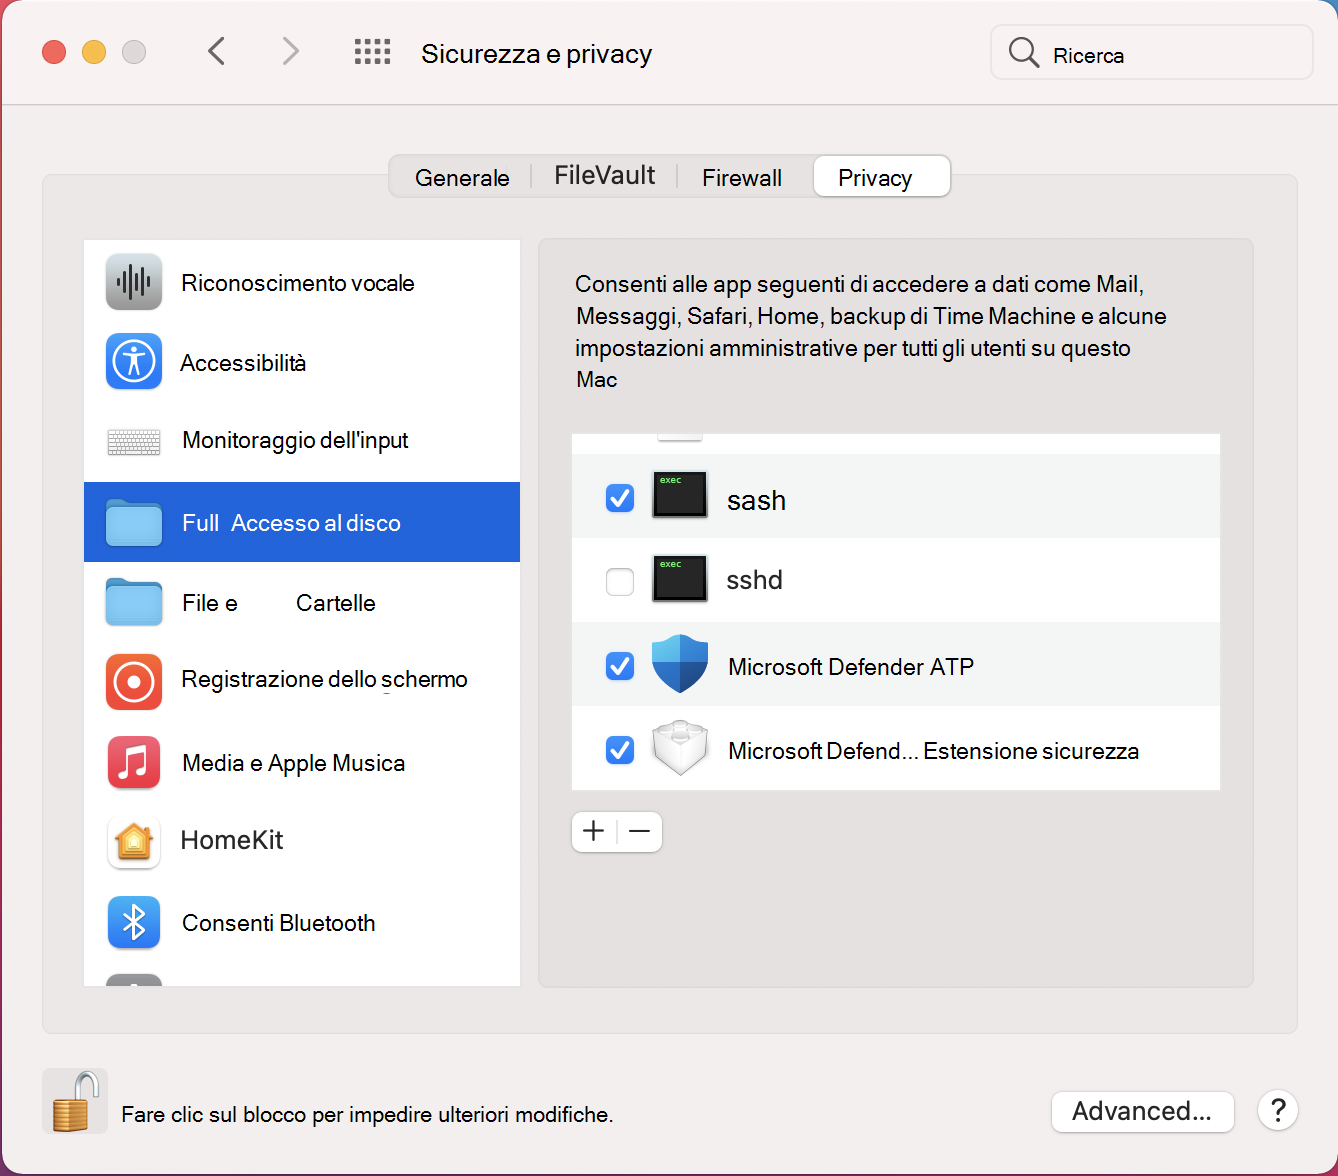 Sicurezza e privacy
Ricerca
Generale
FileVault
Firewall
Privacy
Riconoscimento vocale
Accessibilità
Monitoraggio dell'input
Full Accesso al disco
File e Cartelle
Registrazione dello schermo
Media e Apple Musica
HomeKit
Consenti Bluetooth
Consenti alle app seguenti di accedere a dati come Mail,
Messaggi, Safari, Home, backup di Time Machine e alcune
impostazioni amministrative per tutti gli utenti su questo
Mac
exec
sash
exec
sshd
Microsoft Defender ATP
Microsoft Defend... Estensione sicurezza
Fare clic sul blocco per impedire ulteriori modifiche.
Advanced...
?